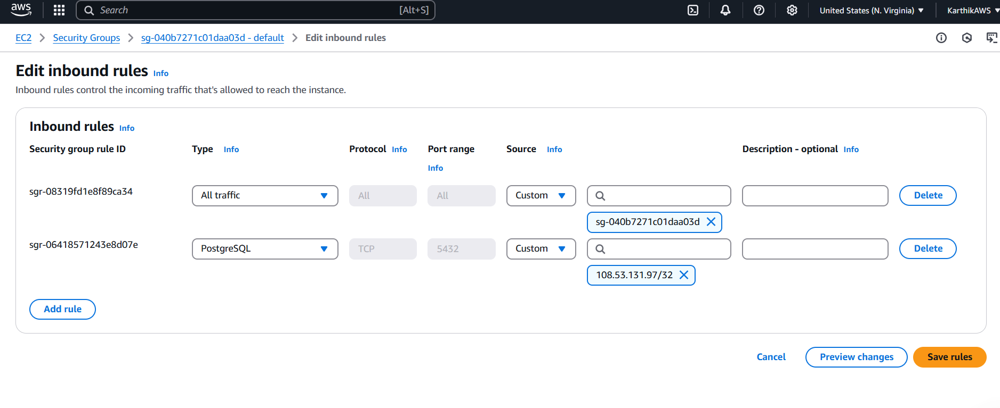 aws
Search [Alt+S] United States (N. Virginia) KarthikAWS
EC2 Security Groups sg-040b7271c01daa03d - default Edit inbound rules
Edit inbound rules Info
Inbound rules control the incoming traffic that's allowed to reach the instance.
Inbound rules Info
Security group rule ID Type Info Protocol Info Port range Source Info Description - optional Info
Info
sgr-08319fd1e8f89ca34 All traffic All All Custom Delete
sg-040b7271c01daa03d
sgr-06418571243e8d07e PostgreSQL TCP 5432 Custom Delete
108.53.131.97/32
Add rule
Cancel Preview changes Save rules